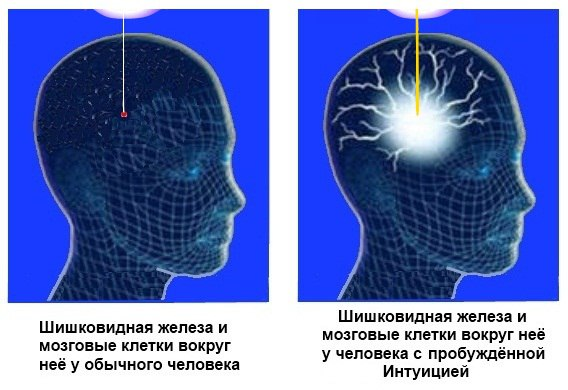 Шишковидная железа и
мозговые клетки вокруг
неё у обычного человека
Шишковидная железа и
мозговые клетки вокруг неё
у человека с пробуждённой
Интуицией